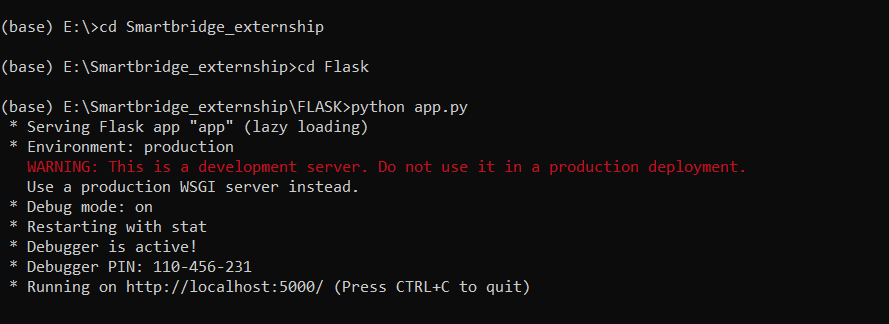 (base) E:\>cd Smartbridge_externship
(base) E:\Smartbridge_externship>cd Flask
(base) E:\Smartbridge_externship\FLASK>python app.py
* Serving Flask app "app" (lazy loading)
* Environment: production
WARNING: This is a development server. Do not use it in a production deployment.
Use a production WSGI server instead.
* Debug mode: on
* Restarting with stat
* Debugger is active!
* Debugger PIN: 110-456-231
* Running on http://localhost:5000/ (Press CTRL+C to quit)